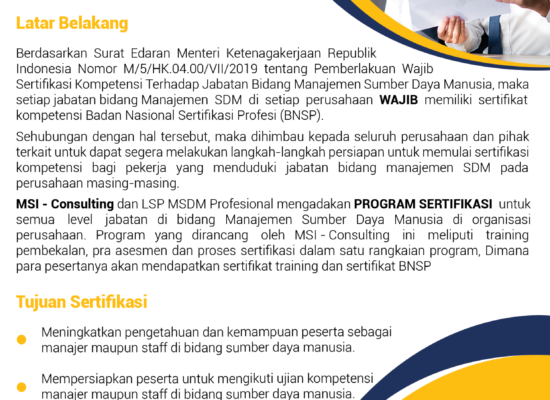 Latar Belakang
Berdasarkan Surat Edaran Menteri Ketenagakerjaan Republik
Indonesia Nomor M/5/HK.04.00/VII/2019 tentang Pemberlakuan Wajib
Sertifikasi Kompetensi Terhadap Jabatan Bidang Manajemen Sumber Daya Manusia, maka
setiap jabatan bidang Manajemen SDM di setiap perusahaan WAJIB memiliki sertifikat
kompetensi Badan Nasional Sertifikasi Profesi (BNSP).
Sehubungan dengan hal tersebut, maka dihimbau kepada seluruh perusahaan dan pihak
terkait untuk dapat segera melakukan langkah-langkah persiapan untuk memulai sertifikasi
kompetensi bagi pekerja yang menduduki jabatan bidang manajemen SDM pada
perusahaan masing-masing.
MSI - Consulting dan LSP MSDM Profesional mengadakan PROGRAM SERTIFIKASI untuk
semua level jabatan di bidang Manajemen Sumber Daya Manusia di organisasi
perusahaan. Program yang dirancang oleh MSI - Consulting ini meliputi training
pembekalan, pra asesmen dan proses sertifikasi dalam satu rangkaian program, Dimana
para pesertanya akan mendapatkan sertifikat training dan sertifikat BNSP
Tujuan Sertifikasi
Meningkatkan pengetahuan dan kemampuan peserta sebagai
manajer maupun staff di bidang sumber daya manusia.
Mempersiapkan peserta untuk mengikuti ujian kompetensi
manajer maupun staff di bidang sumber daya manusia.